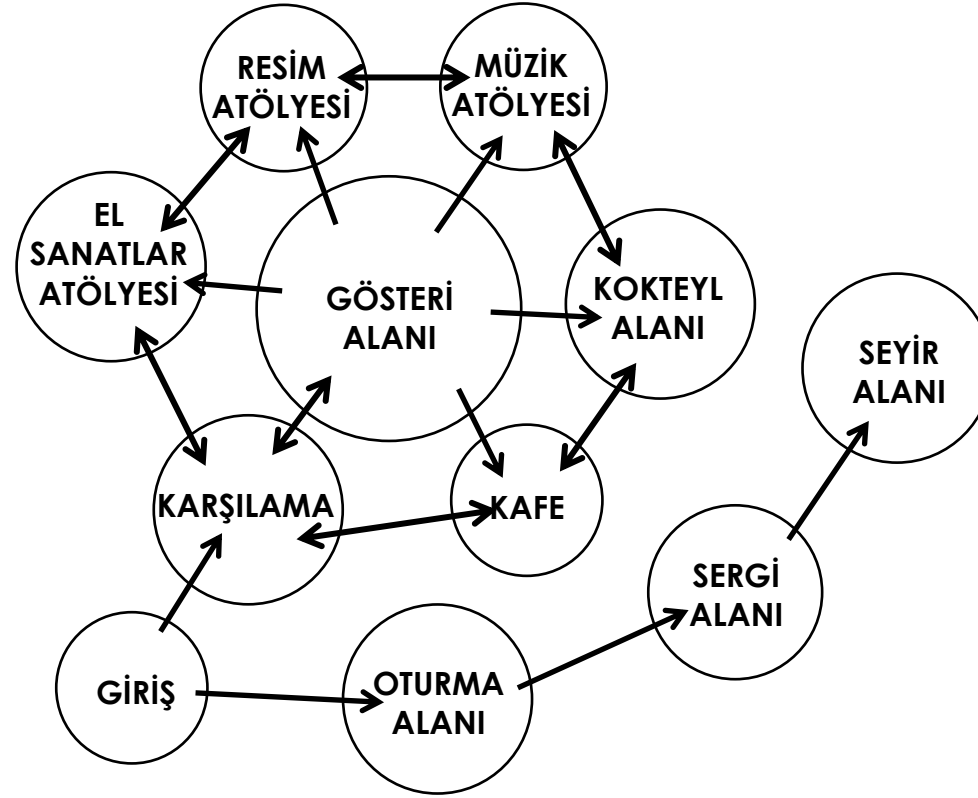 RESİM
ATÖLYESİ
MÜZİK
ATÖLYESİ
EL
SANATLAR
ATÖLYESİ
GÖSTERİ
ALANI
KOKTEYL
ALANI
SEYİR
ALANI
KARŞILAMA
KAFE
SERGİ
ALANI
GİRİŞ
OTURMA
ALANI